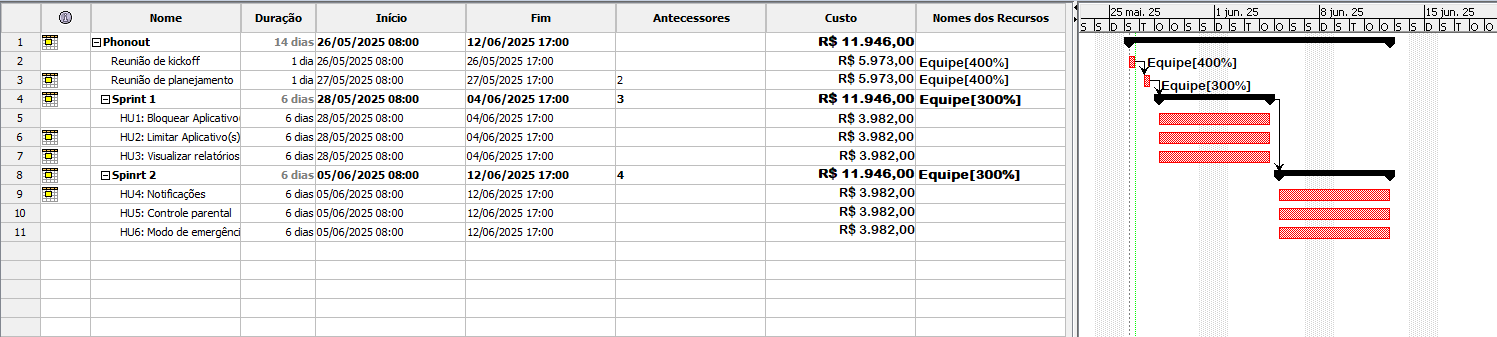 Nome Duração Início Fim Antecessores Custo Nomes dos Recursos
1 Phonout 14 dias 26/05/2025 08:00 12/06/2025 17:00 R$ 11.946,00
2 Reunião de kickoff 1 dia 26/05/2025 08:00 26/05/2025 17:00 R$ 5.973,00 Equipe[400%]
3 Reunião de planejamento 1 dia 27/05/2025 08:00 27/05/2025 17:00 2 R$ 5.973,00 Equipe[400%]
4 Sprint 1 6 dias 28/05/2025 08:00 04/06/2025 17:00 3 R$ 11.946,00 Equipe[300%]
5 HU1: Bloquear Aplicativo 6 dias 28/05/2025 08:00 04/06/2025 17:00 R$ 3.982,00
6 HU2: Limitar Aplicativo(s) 6 dias 28/05/2025 08:00 04/06/2025 17:00 R$ 3.982,00
7 HU3: Visualizar relatórios 6 dias 28/05/2025 08:00 04/06/2025 17:00 R$ 3.982,00
8 Spinrt 2 6 dias 05/06/2025 08:00 12/06/2025 17:00 4 R$ 11.946,00 Equipe[300%]
9 HU4: Notificações 6 dias 05/06/2025 08:00 12/06/2025 17:00 R$ 3.982,00
10 HU5: Controle parental 6 dias 05/06/2025 08:00 12/06/2025 17:00 R$ 3.982,00
11 HU6: Modo de emergênci 6 dias 05/06/2025 08:00 12/06/2025 17:00 R$ 3.982,00
25 mai. 25 1 jun. 25 8 jun. 25 15 jun. 25
S S D S T O O S S D S T O O S S D S T O O S S D S T O O
Equipe[400%]
Equipe[300%]